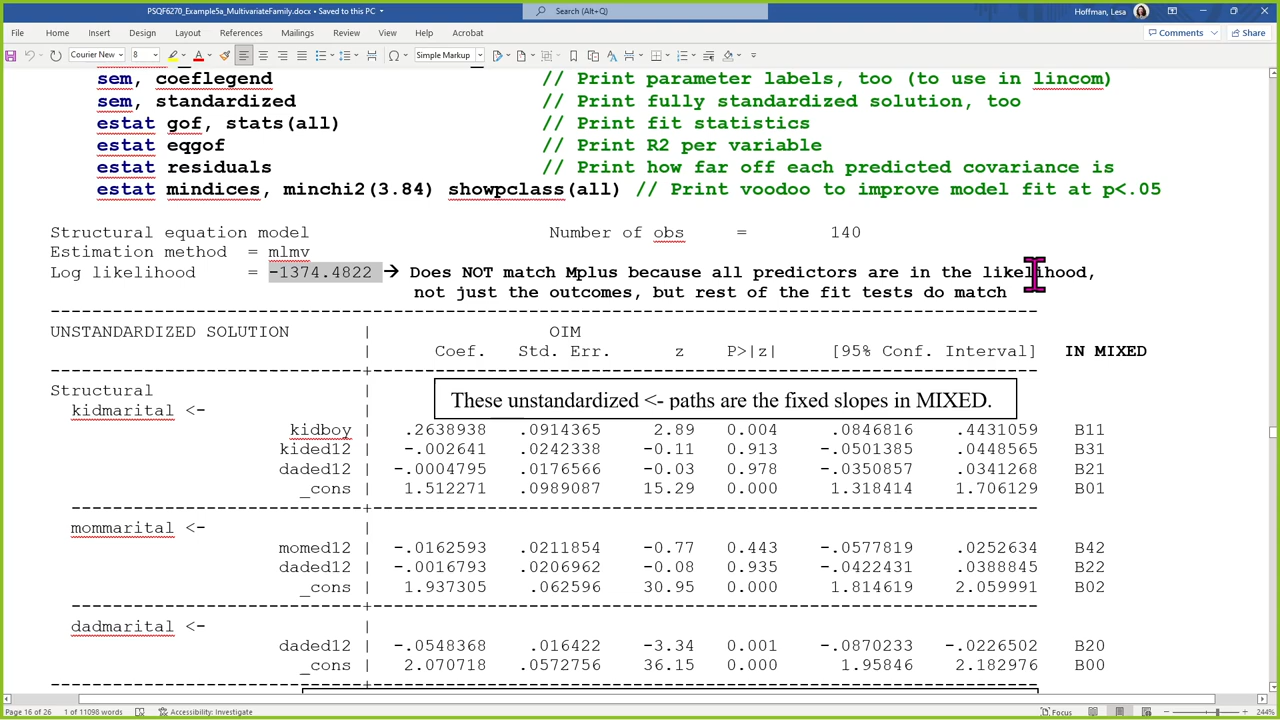 PSQF6270_Example5a_MultivariateFamily.docx • Saved to this PC
Search (Alt+Q)
Hoffman, Lesa
File Home Insert Design Layout References Mailings Review View Help Acrobat
Comments Share
Courier New 8 Simple Markup
sem, coeflegend // Print parameter labels, too (to use in lincom)
sem, standardized // Print fully standardized solution, too
estat gof, stats(all) // Print fit statistics
estat eqgof // Print R2 per variable
estat residuals // Print how far off each predicted covariance is
estat mindices, minchi2(3.84) showpclass(all) // Print voodoo to improve model fit at p<.05
Structural equation model Number of obs = 140
Estimation method = mlmv
Log likelihood = -1374.4822 → Does NOT match Mplus because all predictors are in the likelihood,
not just the outcomes, but rest of the fit tests do match
UNSTANDARDIZED SOLUTION | OIM
| Coef. Std. Err. z P>|z| [95% Conf. Interval] IN MIXED
Structural |
These unstandardized <- paths are the fixed slopes in MIXED.
kidmarital <- |
kidboy | .2638938 .0914365 2.89 0.004 .0846816 .4431059 B11
kided12 | -.002641 .0242338 -0.11 0.913 -.0501385 .0448565 B31
daded12 | -.0004795 .0176566 -0.03 0.978 -.0350857 .0341268 B21
_cons | 1.512271 .0989087 15.29 0.000 1.318414 1.706129 B01
mommarital <- |
momed12 | -.0162593 .0211854 -0.77 0.443 -.0577819 .0252634 B42
daded12 | -.0016793 .0206962 -0.08 0.935 -.0422431 .0388845 B22
_cons | 1.937305 .062596 30.95 0.000 1.814619 2.059991 B02
dadmarital <- |
daded12 | -.0548368 .016422 -3.34 0.001 -.0870233 -.0226502 B20
_cons | 2.070718 .0572756 36.15 0.000 1.95846 2.182976 B00
Page 16 of 26 1 of 11098 words Accessibility: Investigate Focus 244%